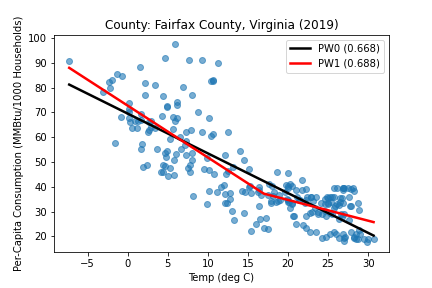 County: Fairfax County, Virginia (2019)
PW0 (0.668)
PW1 (0.688)
Per-Capita Consumption (MMBtu/1000 Households)
100
90
80
70
60
50
40
30
20
−5 0 5 10 15 20 25 30
Temp (deg C)